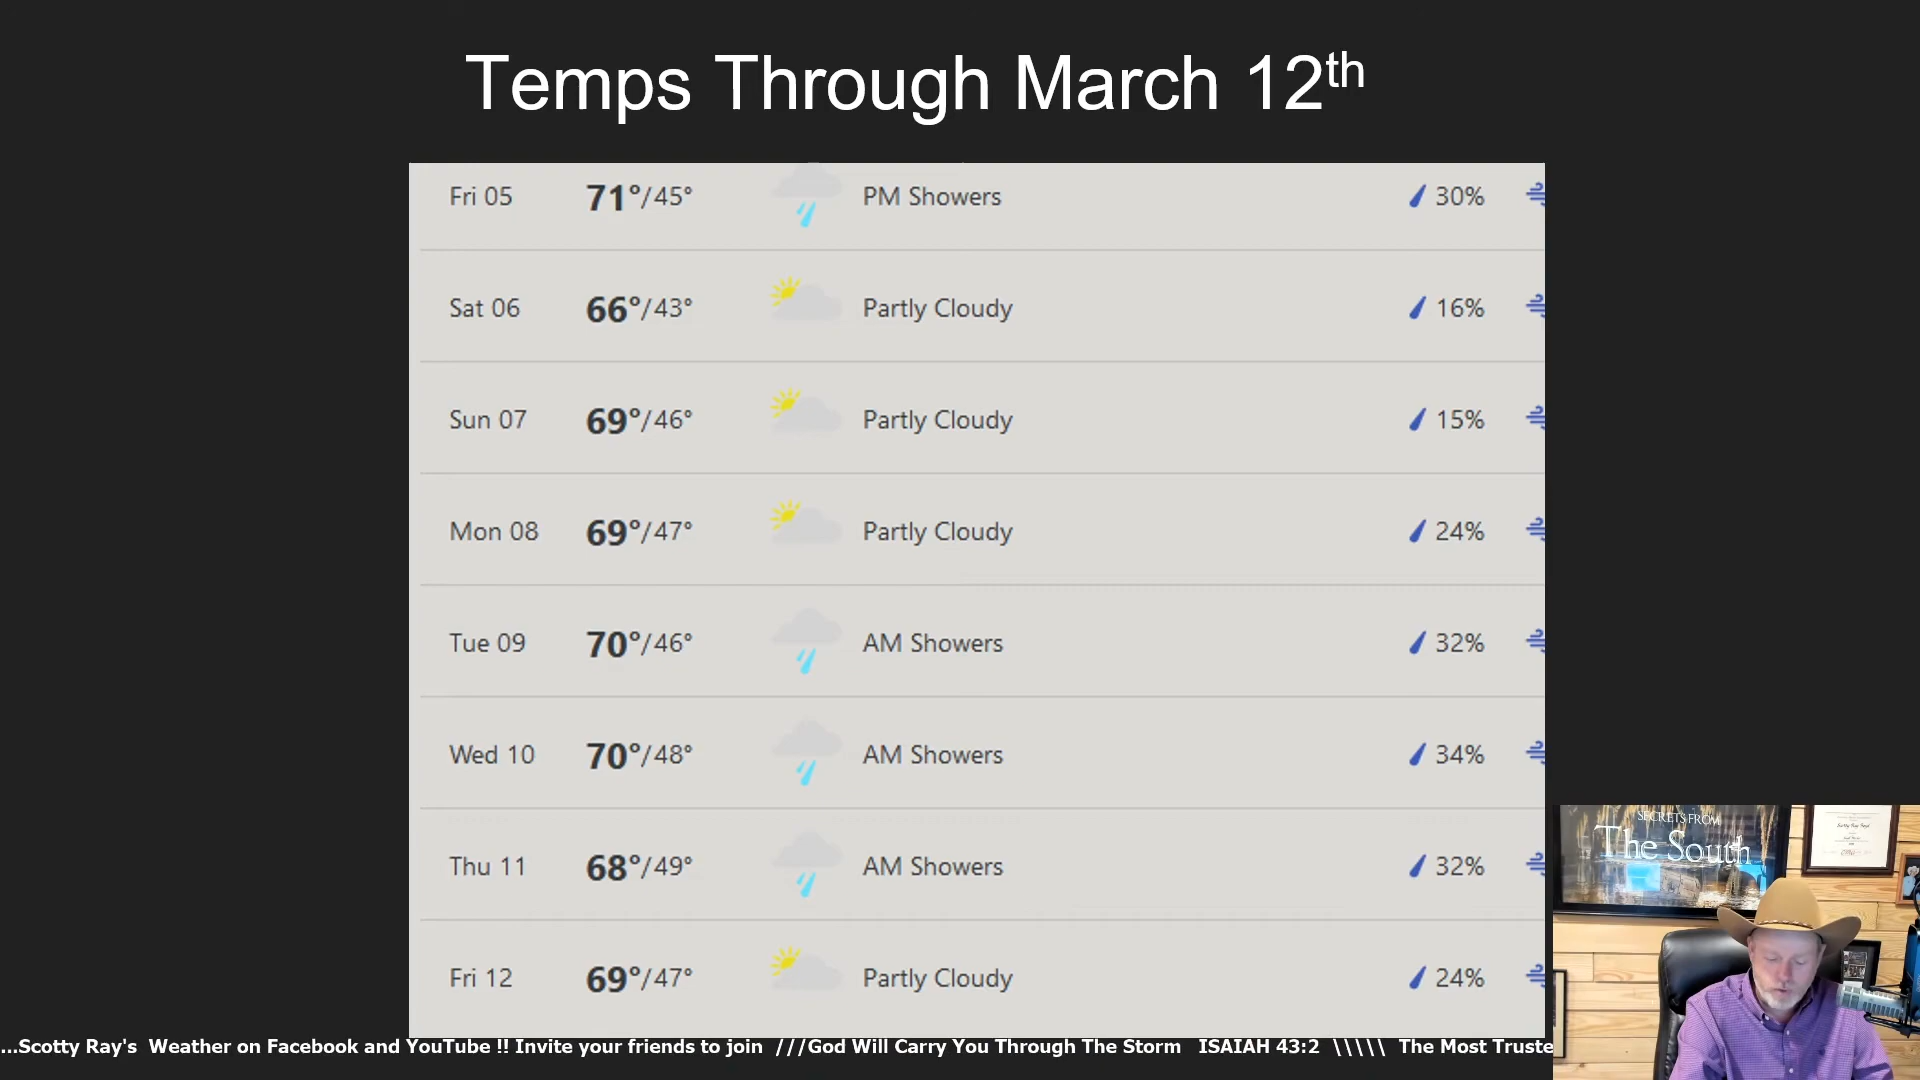 Temps Through March 12th
Fri 05 71°/45° PM Showers 30%
Sat 06 66°/43° Partly Cloudy 16%
Sun 07 69°/46° Partly Cloudy 15%
Mon 08 69°/47° Partly Cloudy 24%
Tue 09 70°/46° AM Showers 32%
Wed 10 70°/48° AM Showers 34%
Thu 11 68°/49° AM Showers 32%
Fri 12 69°/47° Partly Cloudy 24%
SECRETS FROM
The South
...Scotty Ray's  Weather on Facebook and YouTube !! Invite your friends to join  ///God Will Carry You Through The Storm   ISAIAH 43:2  \\\\\  The Most Truste